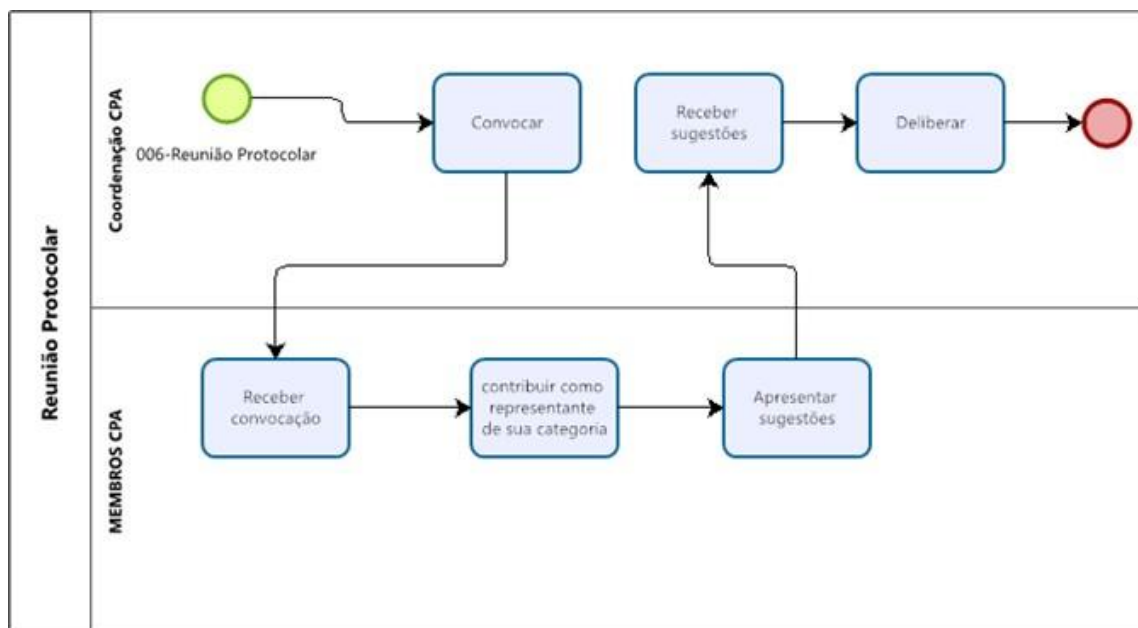 Reunião Protocolar
Coordenação CPA
006-Reunião Protocolar
Convocar
Receber
sugestões
Deliberar
MEMBROS CPA
Receber
convocação
contribuir como
representante
de sua categoria
Apresentar
sugestões